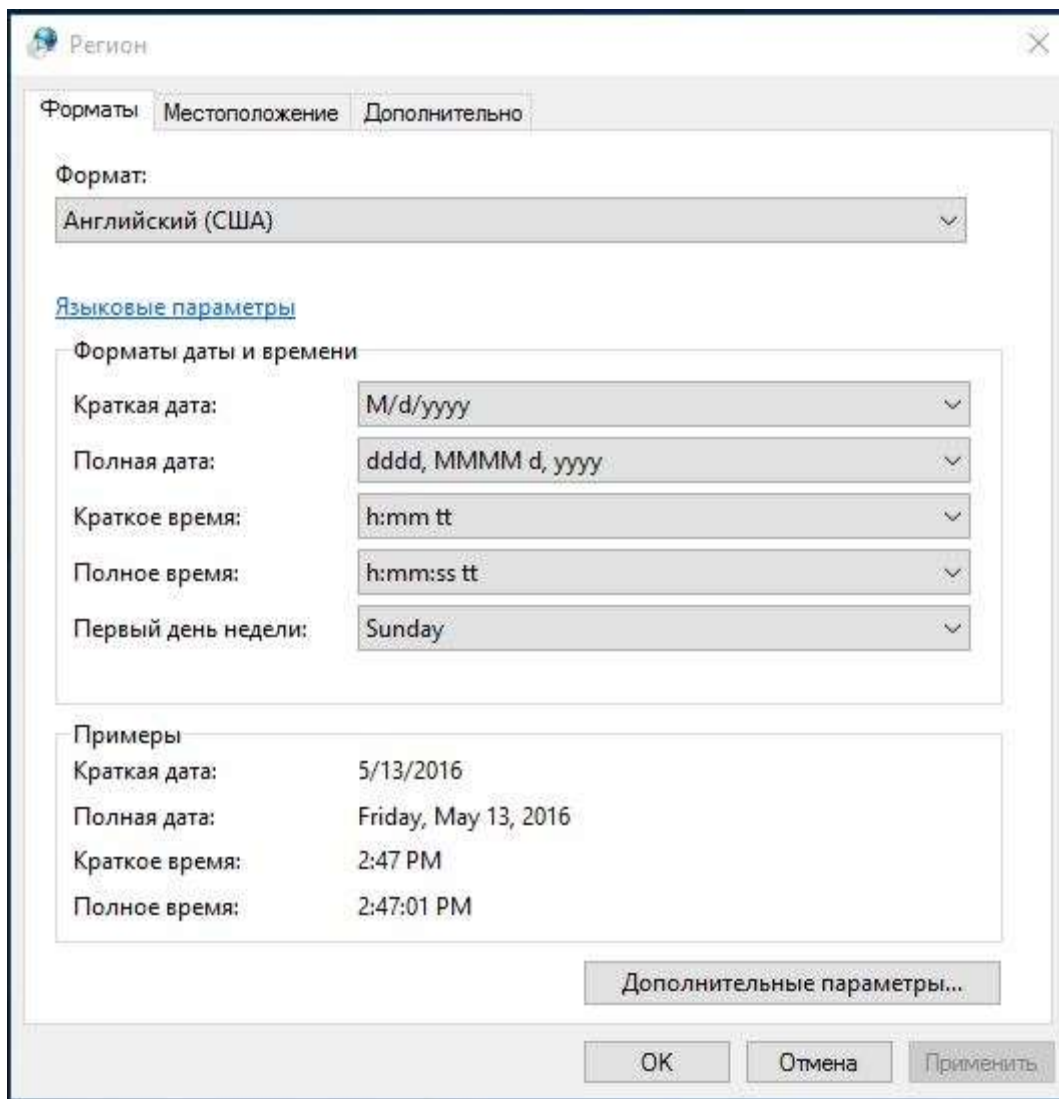 Регион
Форматы Местоположение Дополнительно
Формат:
Английский (США)
Языковые параметры
Форматы даты и времени
Краткая дата: M/d/yyyy
Полная дата: dddd, MMMM d, yyyy
Краткое время: h:mm tt
Полное время: h:mm:ss tt
Первый день недели: Sunday
Примеры
Краткая дата: 5/13/2016
Полная дата: Friday, May 13, 2016
Краткое время: 2:47 PM
Полное время: 2:47:01 PM
Дополнительные параметры...
OK Отмена Применить